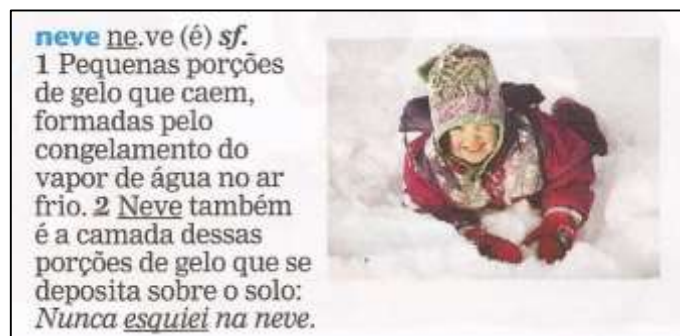 neve ne.ve (é) sf.
1 Pequenas porções
de gelo que caem,
formadas pelo
congelamento do
vapor de água no ar
frio. 2 Neve também
é a camada dessas
porções de gelo que se
deposita sobre o solo:
Nunca esquiei na neve.